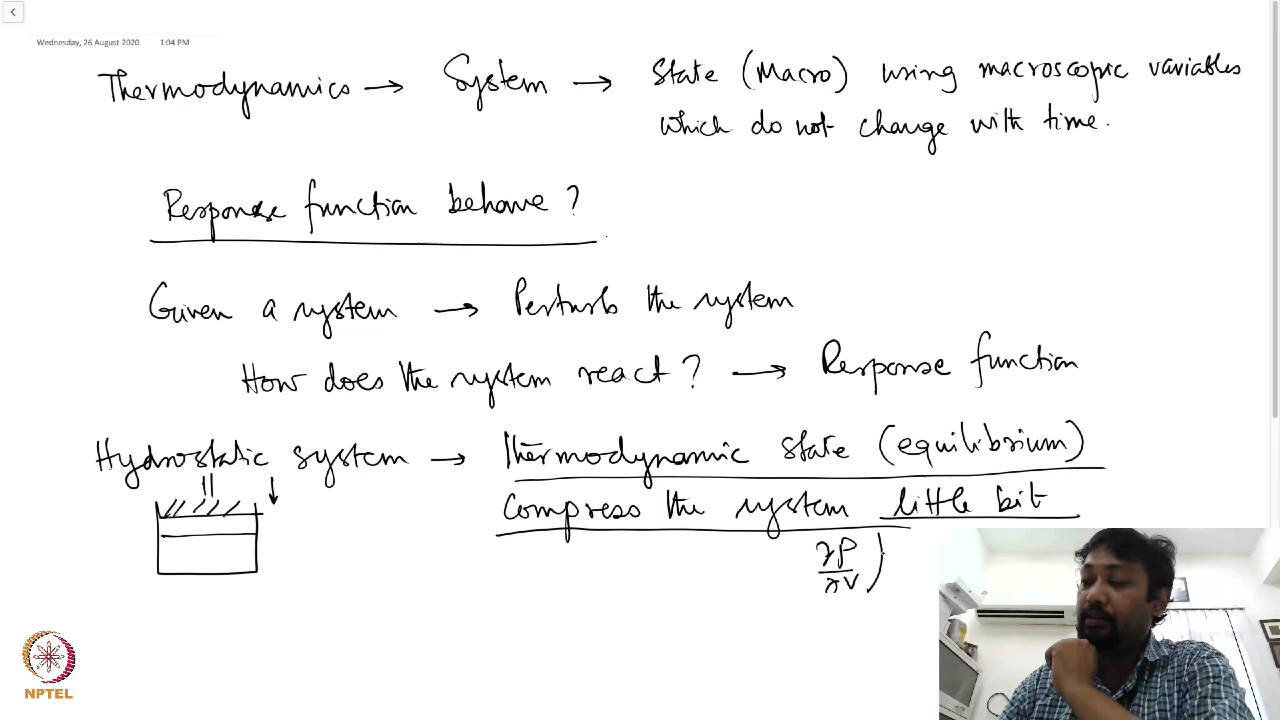 Wednesday, 26 August 2020 1:04 PM
Thermodynamics → System → State (Macro) using macroscopic variables
which do not change with time.
Response function behave ?
Given a system → Perturb the system
How does the system react ? → Response function
Hydrostatic system → Thermodynamic state (equilibrium)
Compress the system little bit
∂P/∂V)
NPTEL